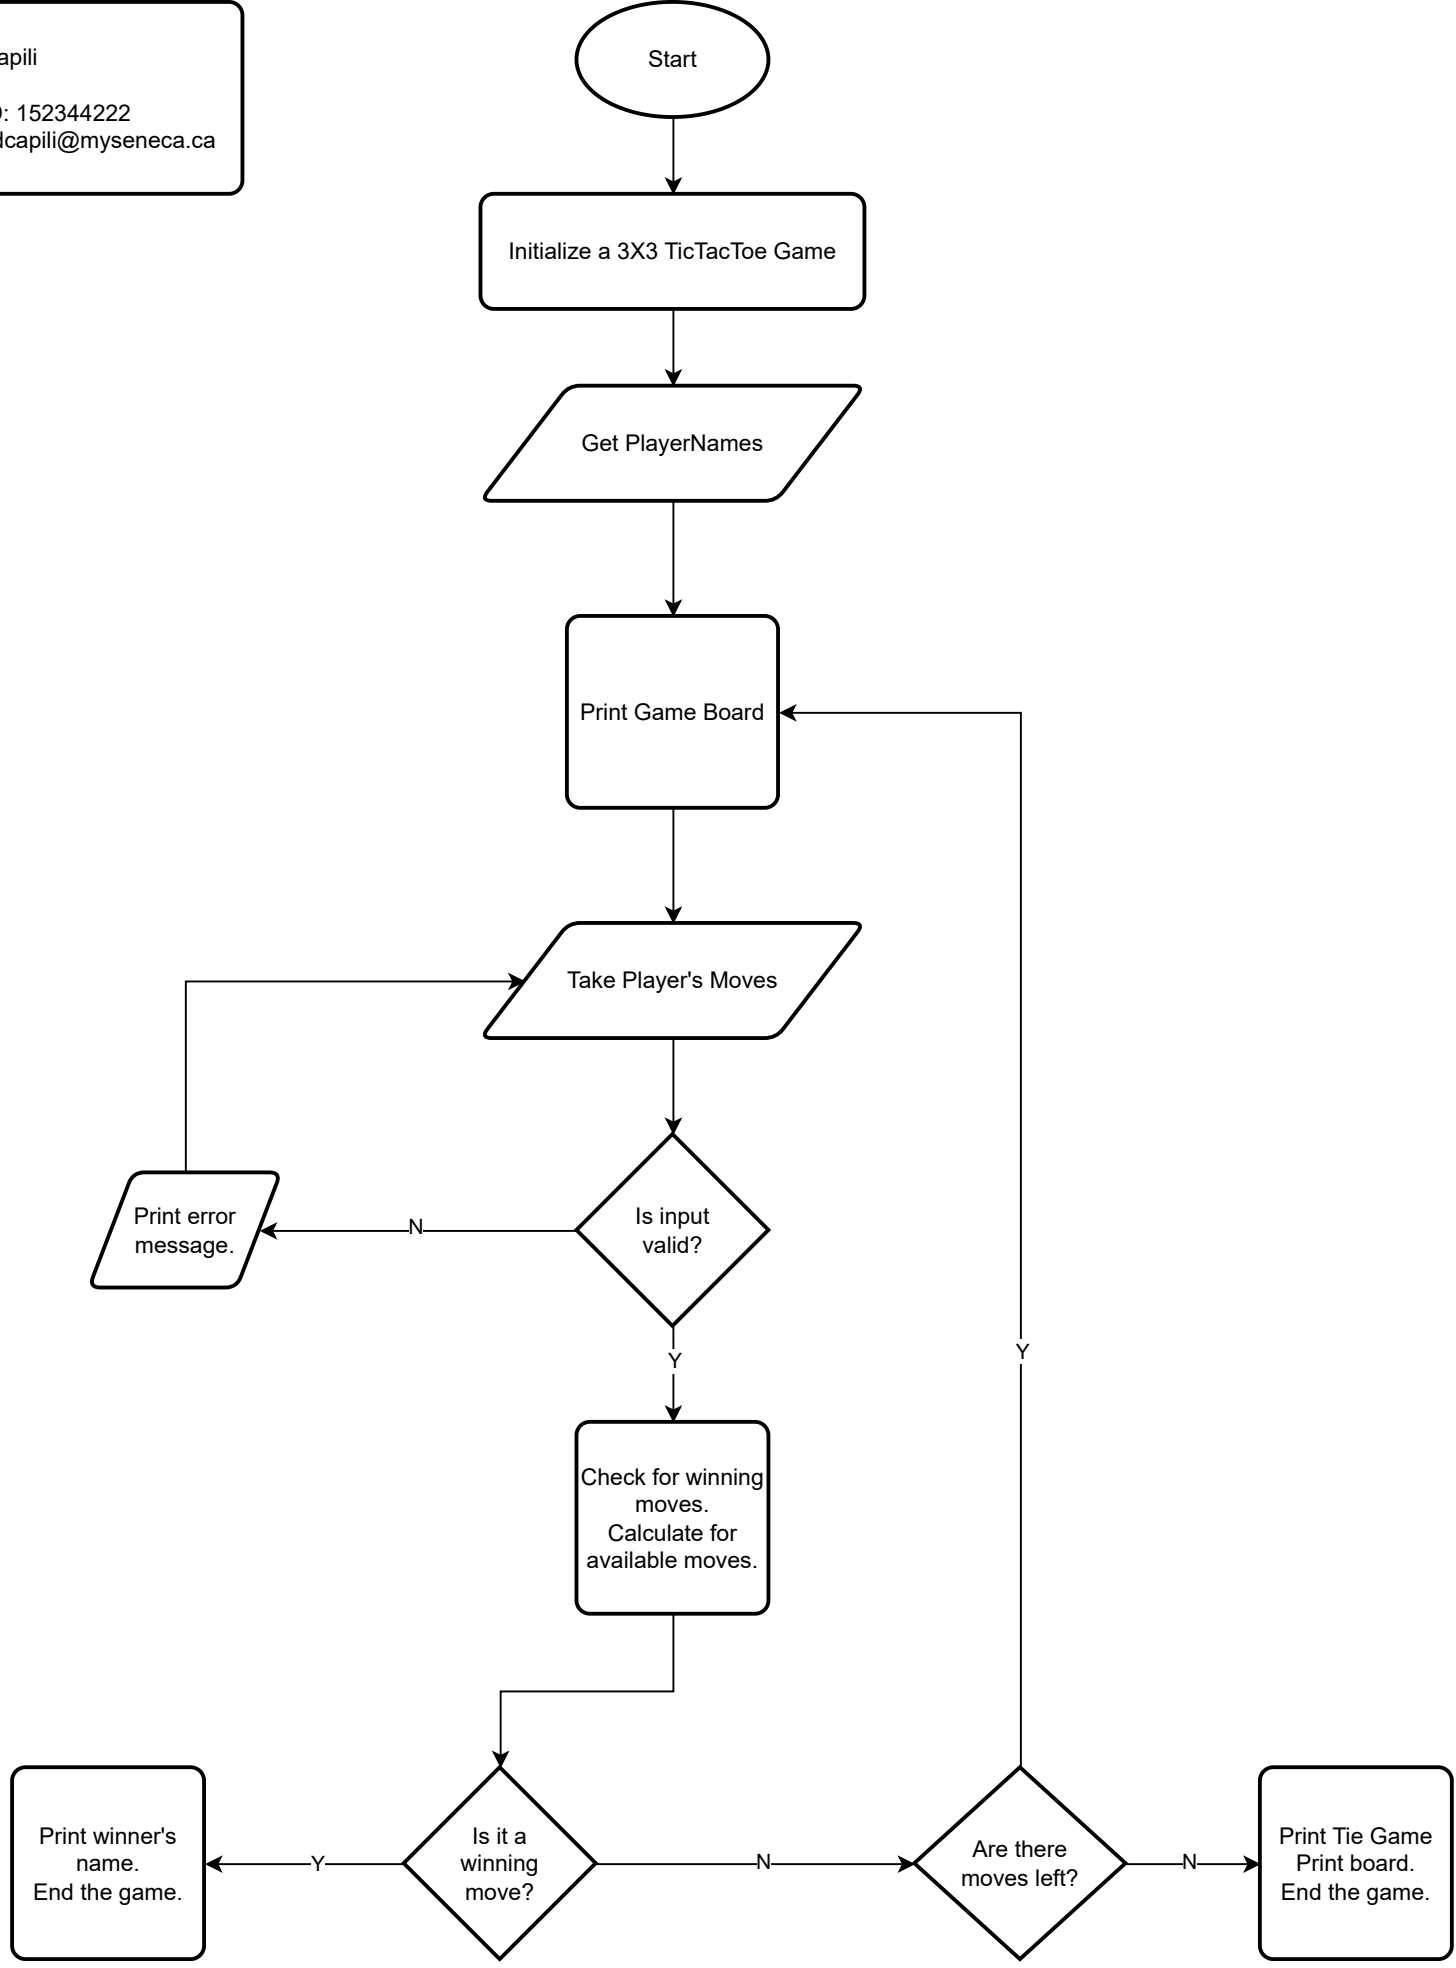 apili
: 152344222
dcapili@myseneca.ca
Start
Initialize a 3X3 TicTacToe Game
Get PlayerNames
Print Game Board
Take Player's Moves
Is input
valid?
N
Print error
message.
Y
Check for winning
moves.
Calculate for
available moves.
Is it a
winning
move?
Y
Print winner's
name.
End the game.
N
Are there
moves left?
Y
N
Print Tie Game
Print board.
End the game.